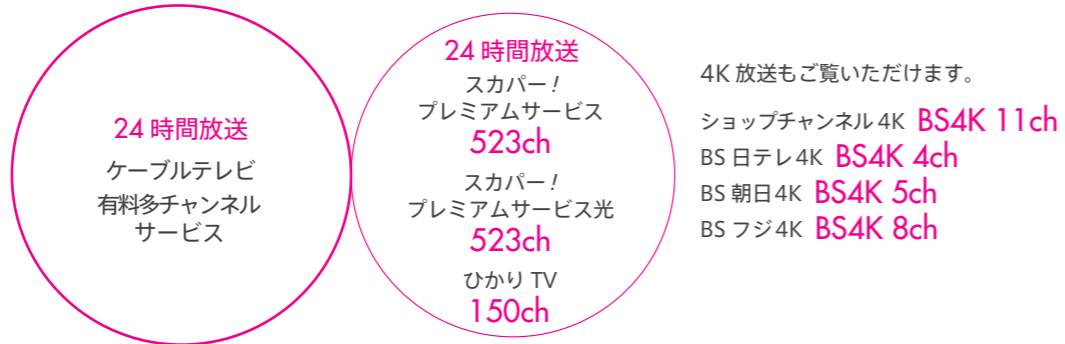 24 時間放送
ケーブルテレビ
有料多チャンネル
サービス
24 時間放送
スカパー!
プレミアムサービス
523ch
スカパー!
プレミアムサービス光
523ch
ひかり TV
150ch
4K 放送もご覧いただけます。
ショップチャンネル 4K BS4K 11ch
BS 日テレ 4K BS4K 4ch
BS 朝日 4K BS4K 5ch
BS フジ 4K BS4K 8ch